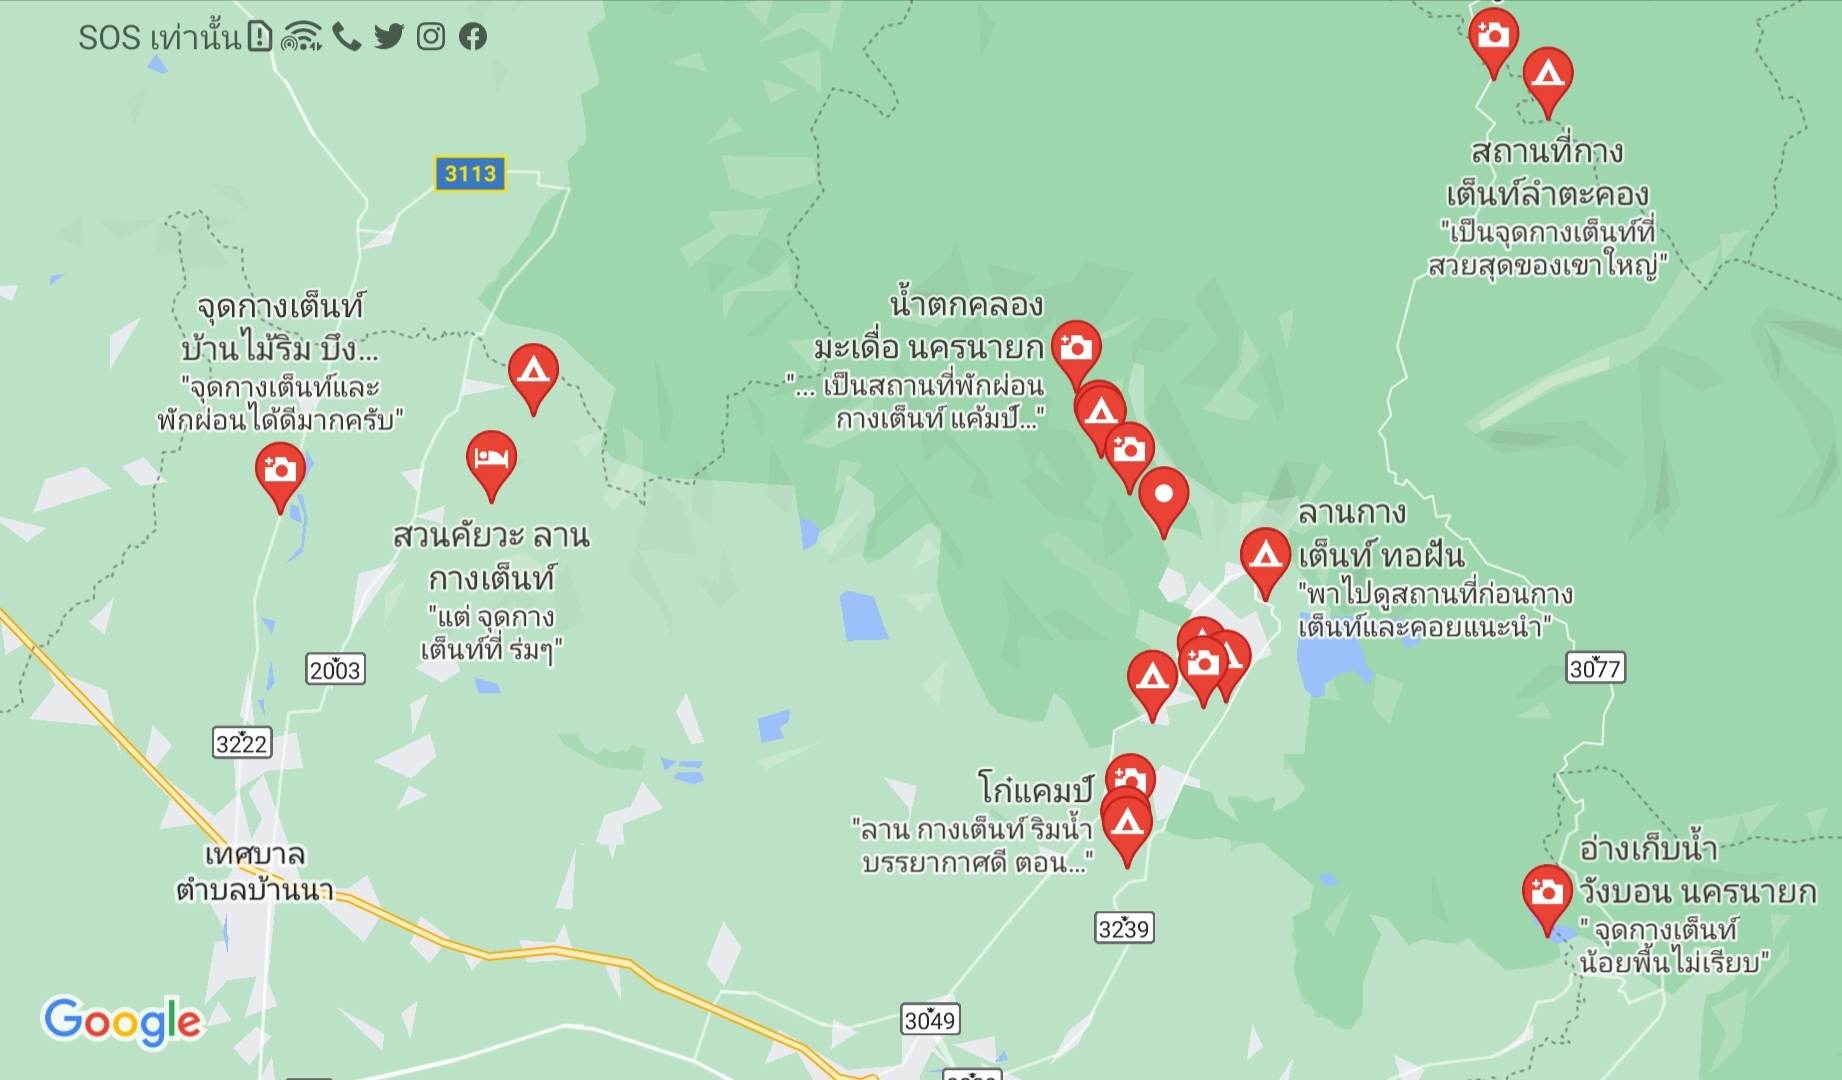 SOS เท่านั้น
3113
สถานที่กาง
เต็นท์ลำตะคอง
"เป็นจุดกางเต็นท์ที่
สวยสุดของเขาใหญ่"
จุดกางเต็นท์
บ้านไม้ริม บึง...
"จุดกางเต็นท์และ
พักผ่อนได้ดีมากครับ"
น้ำตกคลอง
มะเดื่อ นครนายก
"... เป็นสถานที่พักผ่อน
กางเต็นท์ แค้มป์..."
สวนคัยวะ ลาน
กางเต็นท์
"แต่ จุดกาง
เต็นท์ที่ ร่มๆ"
ลานกาง
เต็นท์ ทอฝัน
"พาไปดูสถานที่ก่อนกาง
เต็นท์และคอยแนะนำ"
2003
3077
3222
โก๋แคมป์
"ลาน กางเต็นท์ ริมน้ำ
บรรยากาศดี ตอน..."
เทศบาล
ตำบลบ้านนา
อ่างเก็บน้ำ
วังบอน นครนายก
" จุดกางเต็นท์
น้อยพื้นไม่เรียบ"
3239
3049
Google